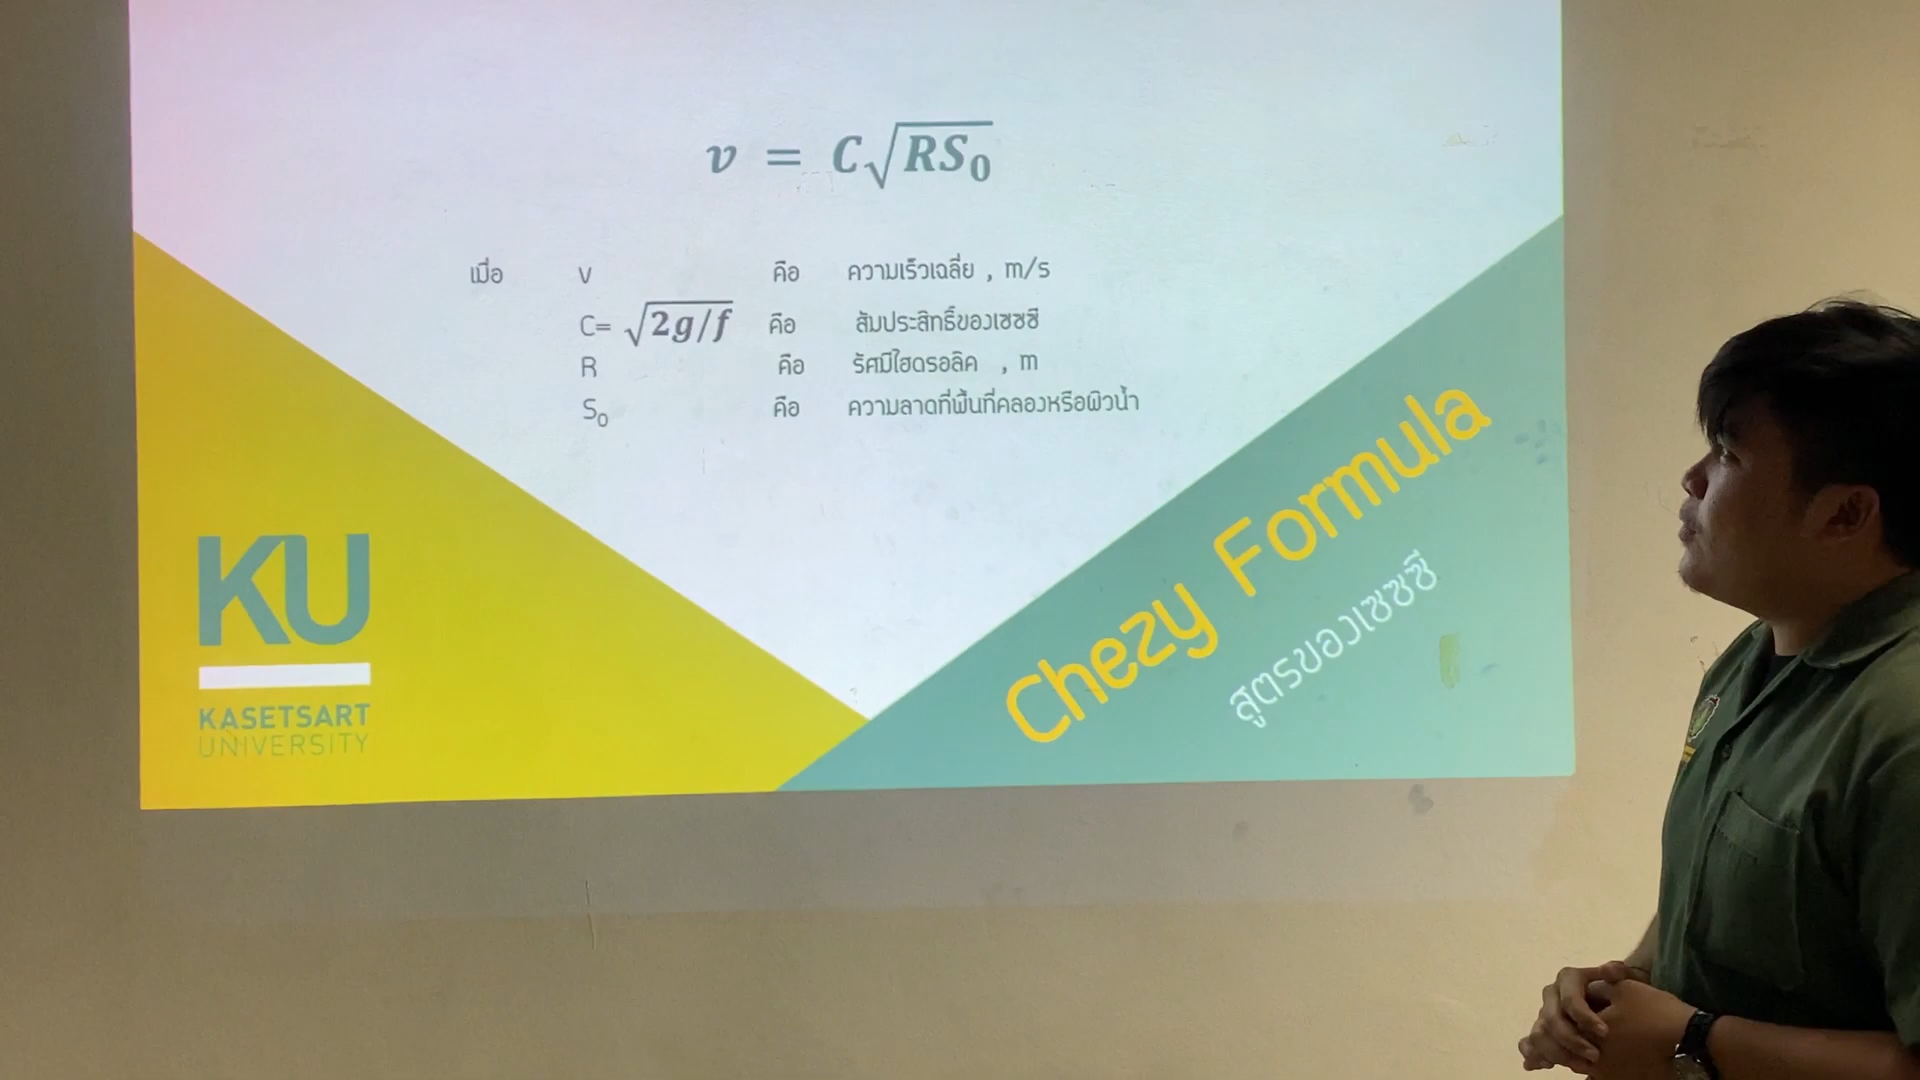 v = C√RS₀
เมื่อ v คือ ความเร็วเฉลี่ย , m/s
C= √2g/f คือ สัมประสิทธิ์ของเซซซี
R คือ รัศมีไฮดรอลิค , m
S₀ คือ ความลาดที่พื้นที่คลองหรือผิวน้ำ
Chezy Formula
สูตรของเซซซี
KU
KASETSART
UNIVERSITY